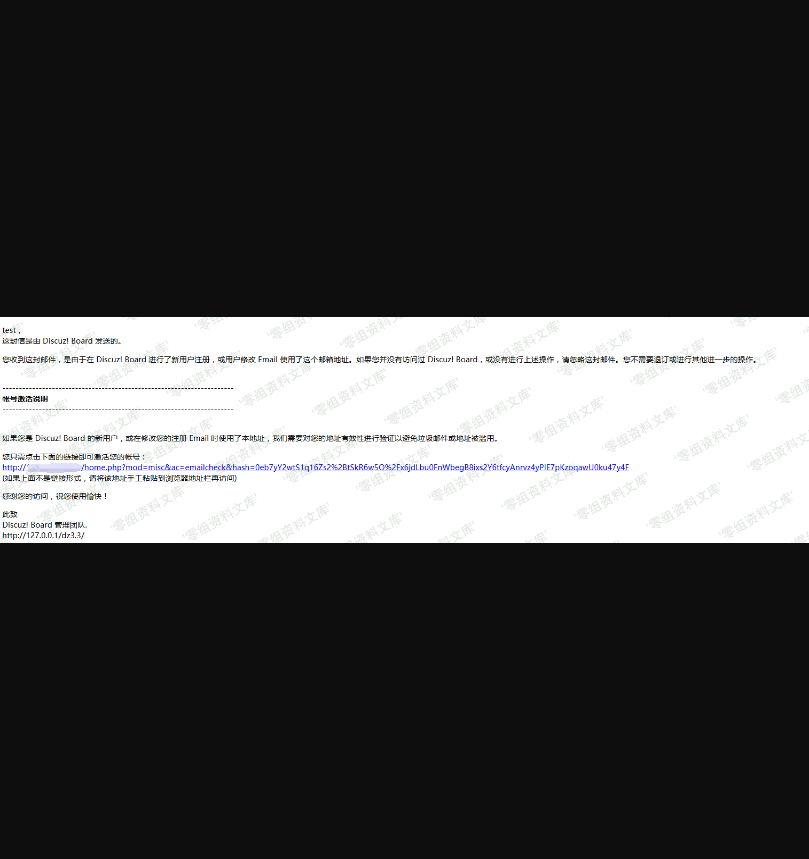 test，
这封信是由 Discuz! Board 发送的。
您收到这封邮件，是由于在 Discuz! Board 进行了新用户注册，或用户修改 Email 使用了这个邮箱地址。如果您并没有访问过 Discuz! Board，或没有进行上述操作，请忽略这封邮件。您不需要退订或进行其他进一步的操作。
----------------------------------------------------------------------
帐号激活说明
----------------------------------------------------------------------
如果您是 Discuz! Board 的新用户，或在修改您的注册 Email 时使用了本地址，我们需要对您的地址有效性进行验证以避免垃圾邮件或地址被滥用。
您只需点击下面的链接即可激活您的帐号：
http:// /home.php?mod=misc&ac=emailcheck&hash=0eb7yY2wtS1q16Zs2%2BtSkR6w5O%2Fx6jdLbu0FnWbegB8ixs2Y6tfcyAnrvz4yPIE7pKzoqawU0ku47y4F
(如果上面不是链接形式，请将该地址手工粘贴到浏览器地址栏再访问)
感谢您的访问，祝您使用愉快！
此致
Discuz! Board 管理团队.
http://127.0.0.1/dz3.3/
零组资料文库